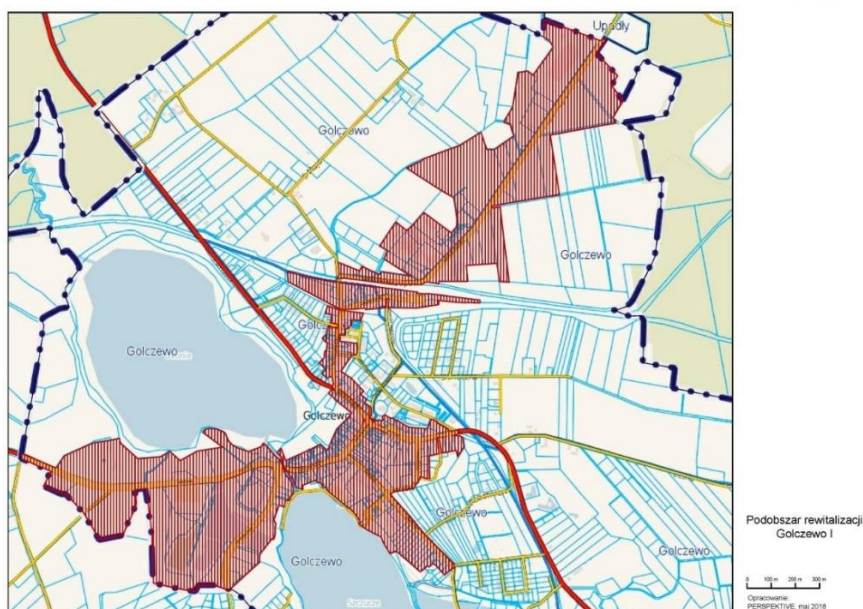 Upadły
Golczewo
Golczewo
Golczewo
Golczewo
Golczewo
Golczewo
Golczewo
Golczewo
Szczucze
Podobszar rewitalizacji
Golczewo I
0 100 m 200 m 300 m
Opracowanie:
PERSPEKTIVE, maj 2018